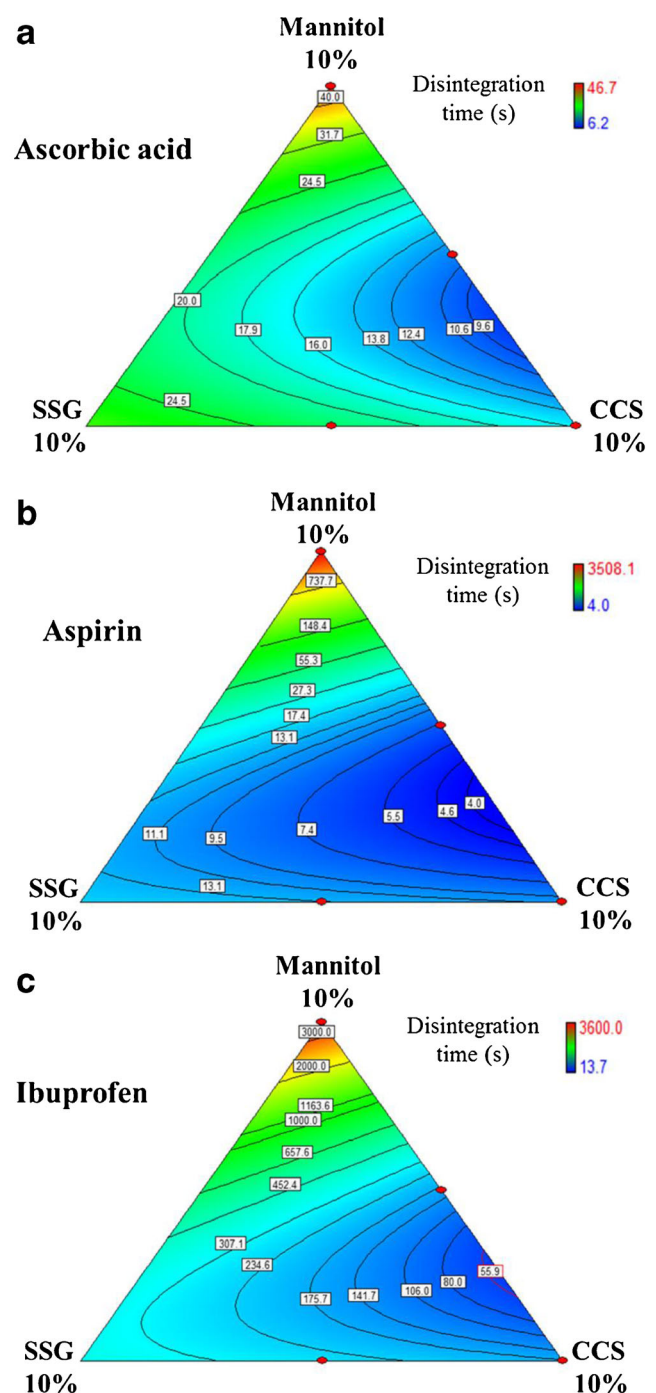 a
Mannitol
10%
Disintegration
time (s)
46.7
6.2
Ascorbic acid
40.0
31.7
24.5
20.0
17.9
16.0
13.8
12.4
10.6
9.6
24.5
SSG
10%
CCS
10%
b
Mannitol
10%
Disintegration
time (s)
3508.1
4.0
Aspirin
737.7
148.4
55.3
27.3
17.4
13.1
11.1
9.5
7.4
5.5
4.6
4.0
13.1
SSG
10%
CCS
10%
c
Mannitol
10%
Disintegration
time (s)
3600.0
13.7
Ibuprofen
3000.0
2000.0
1163.6
1000.0
657.6
452.4
307.1
234.6
175.7
141.7
106.0
80.0
55.9
SSG
10%
CCS
10%